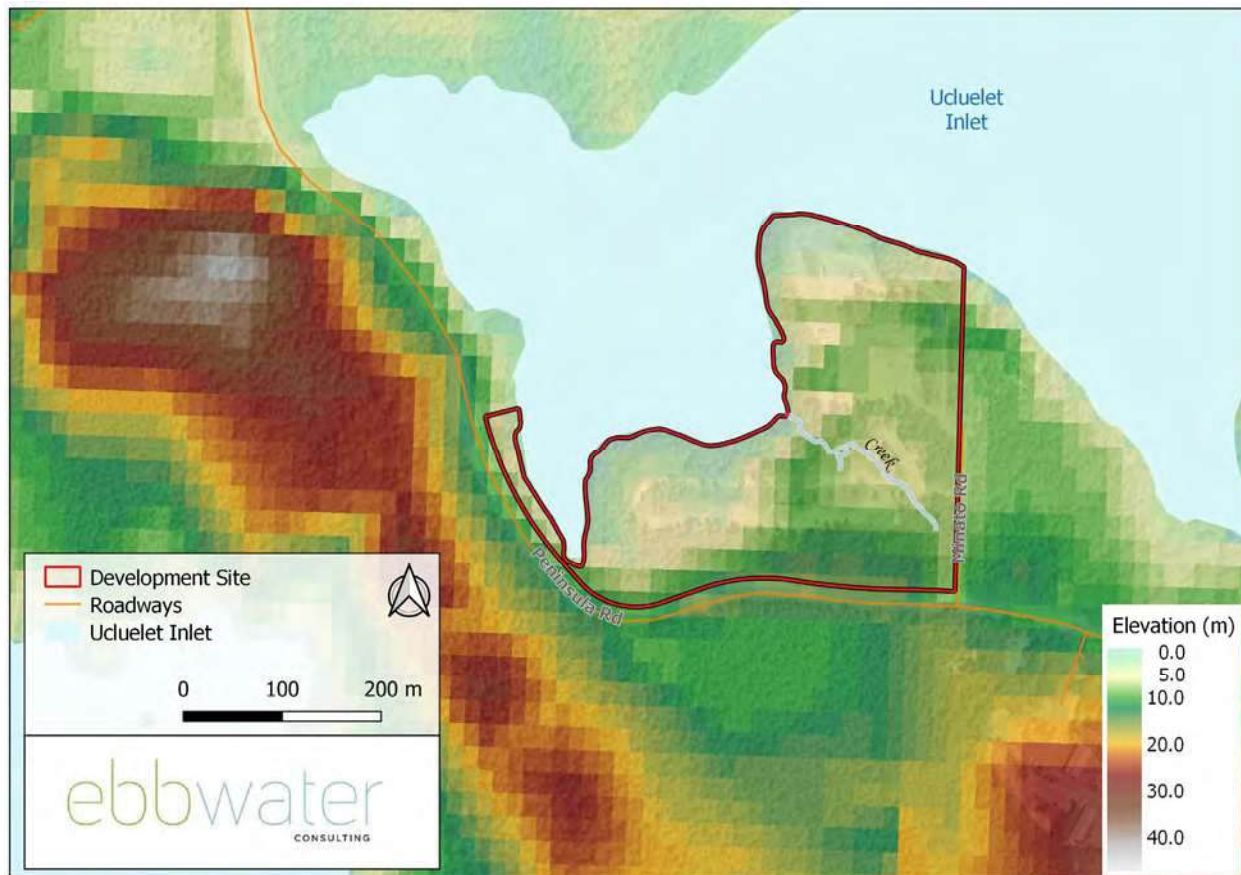 Ucluelet
Inlet
Creek
Minato Rd
Peninsula Rd
Development Site
Roadways
Ucluelet Inlet
0 100 200 m
ebbwater
CONSULTING
Elevation (m)
0.0
5.0
10.0
20.0
30.0
40.0